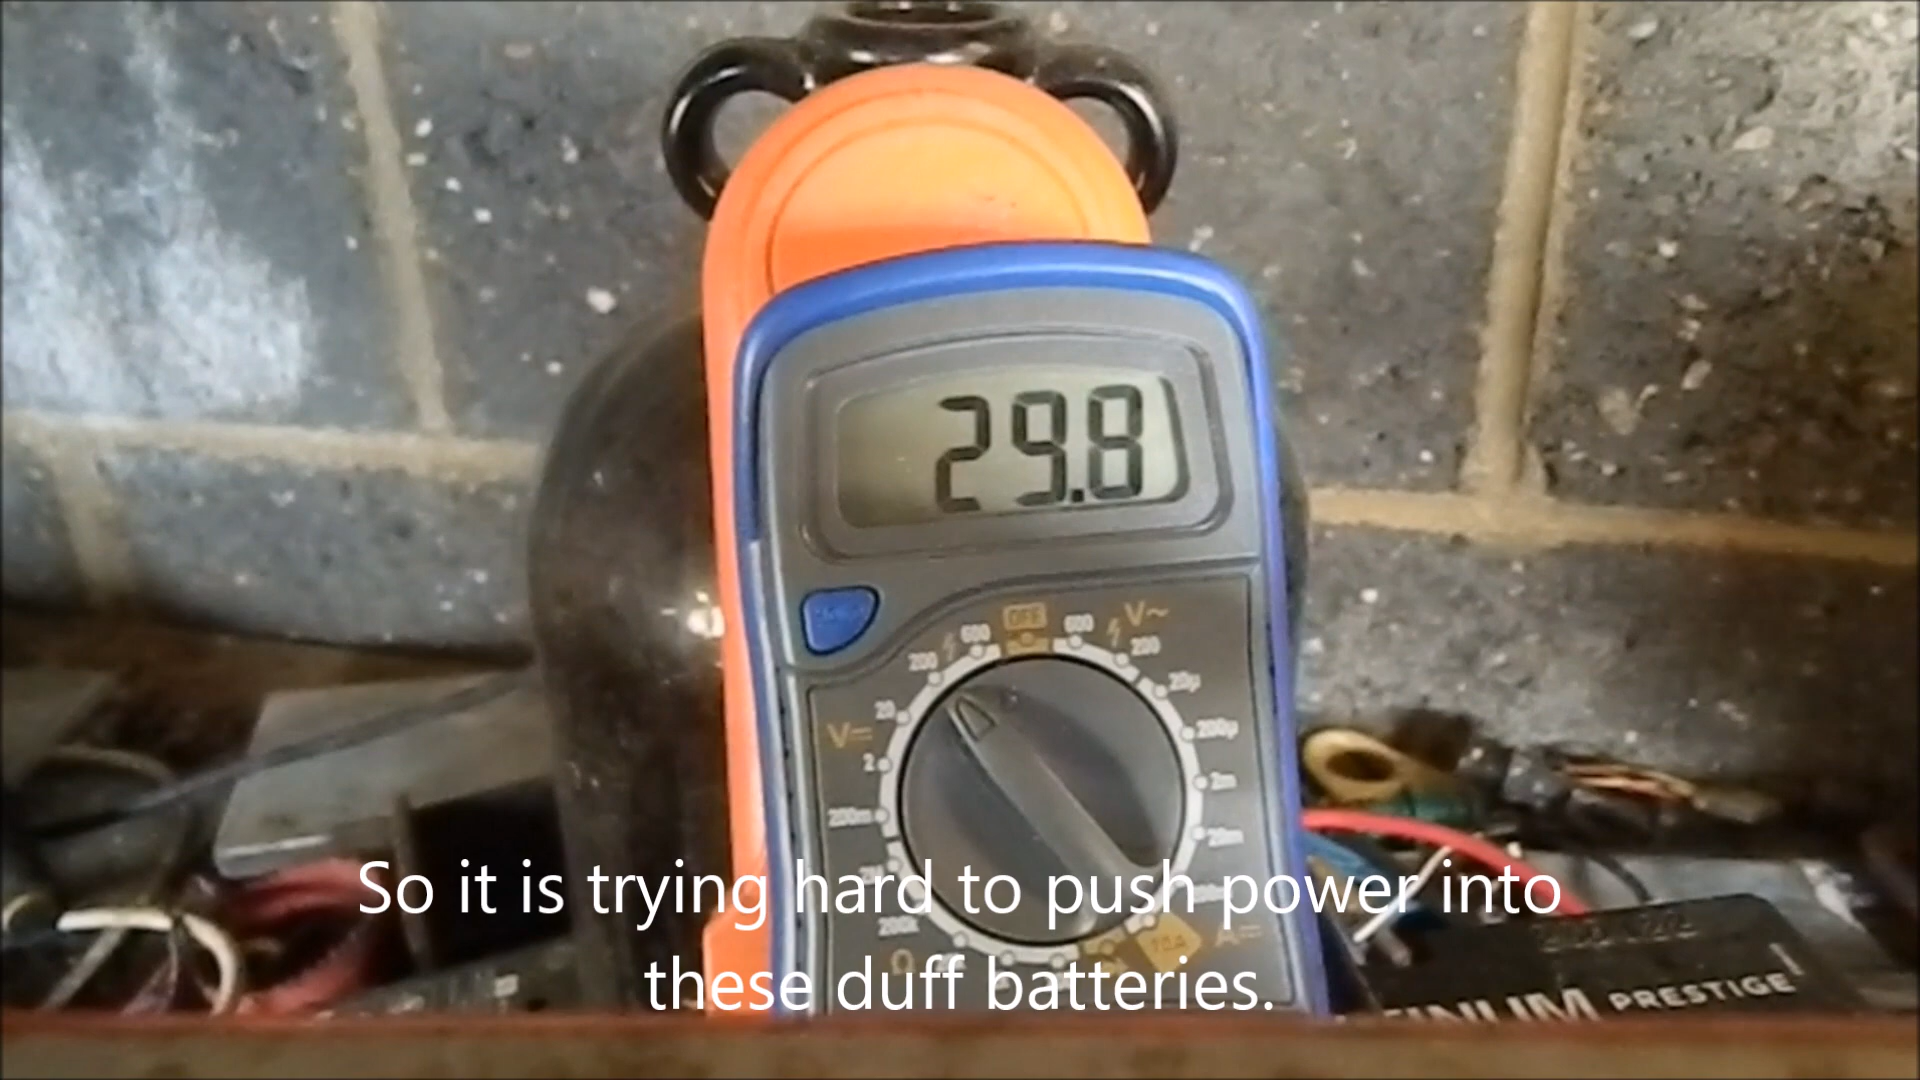 29.8
OFF
600
600
V~
200
200
20µ
20
200µ
V=
2
2m
200m
20m
200k
10A
A=
Ω
PRESTIGE
So it is trying hard to push power into
these duff batteries.